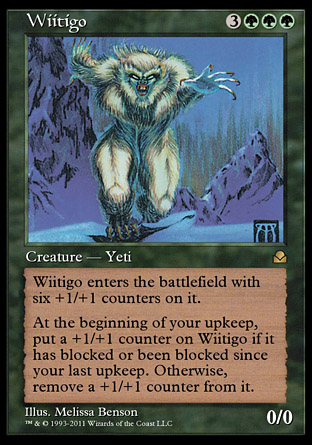 Wiitigo 3
Creature — Yeti
Wiitigo enters the battlefield with
six +1/+1 counters on it.
At the beginning of your upkeep,
put a +1/+1 counter on Wiitigo if it
has blocked or been blocked since
your last upkeep. Otherwise,
remove a +1/+1 counter from it.
Illus. Melissa Benson
™ & © 1993-2011 Wizards of the Coast LLC
0/0